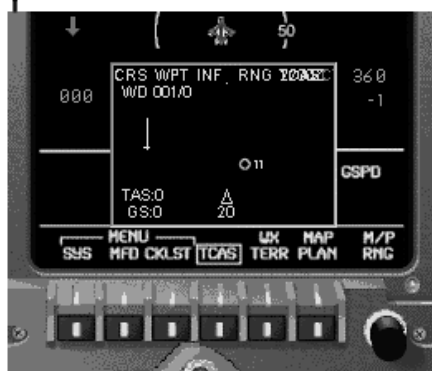 50
CRS WPT INF RNG
360
WD 001/0
000
-1
11
GSPD
TAS:0
GS:0
20
MENU
WX MAP M/P
SYS MFD CKLST TCAS TERR PLAN RNG